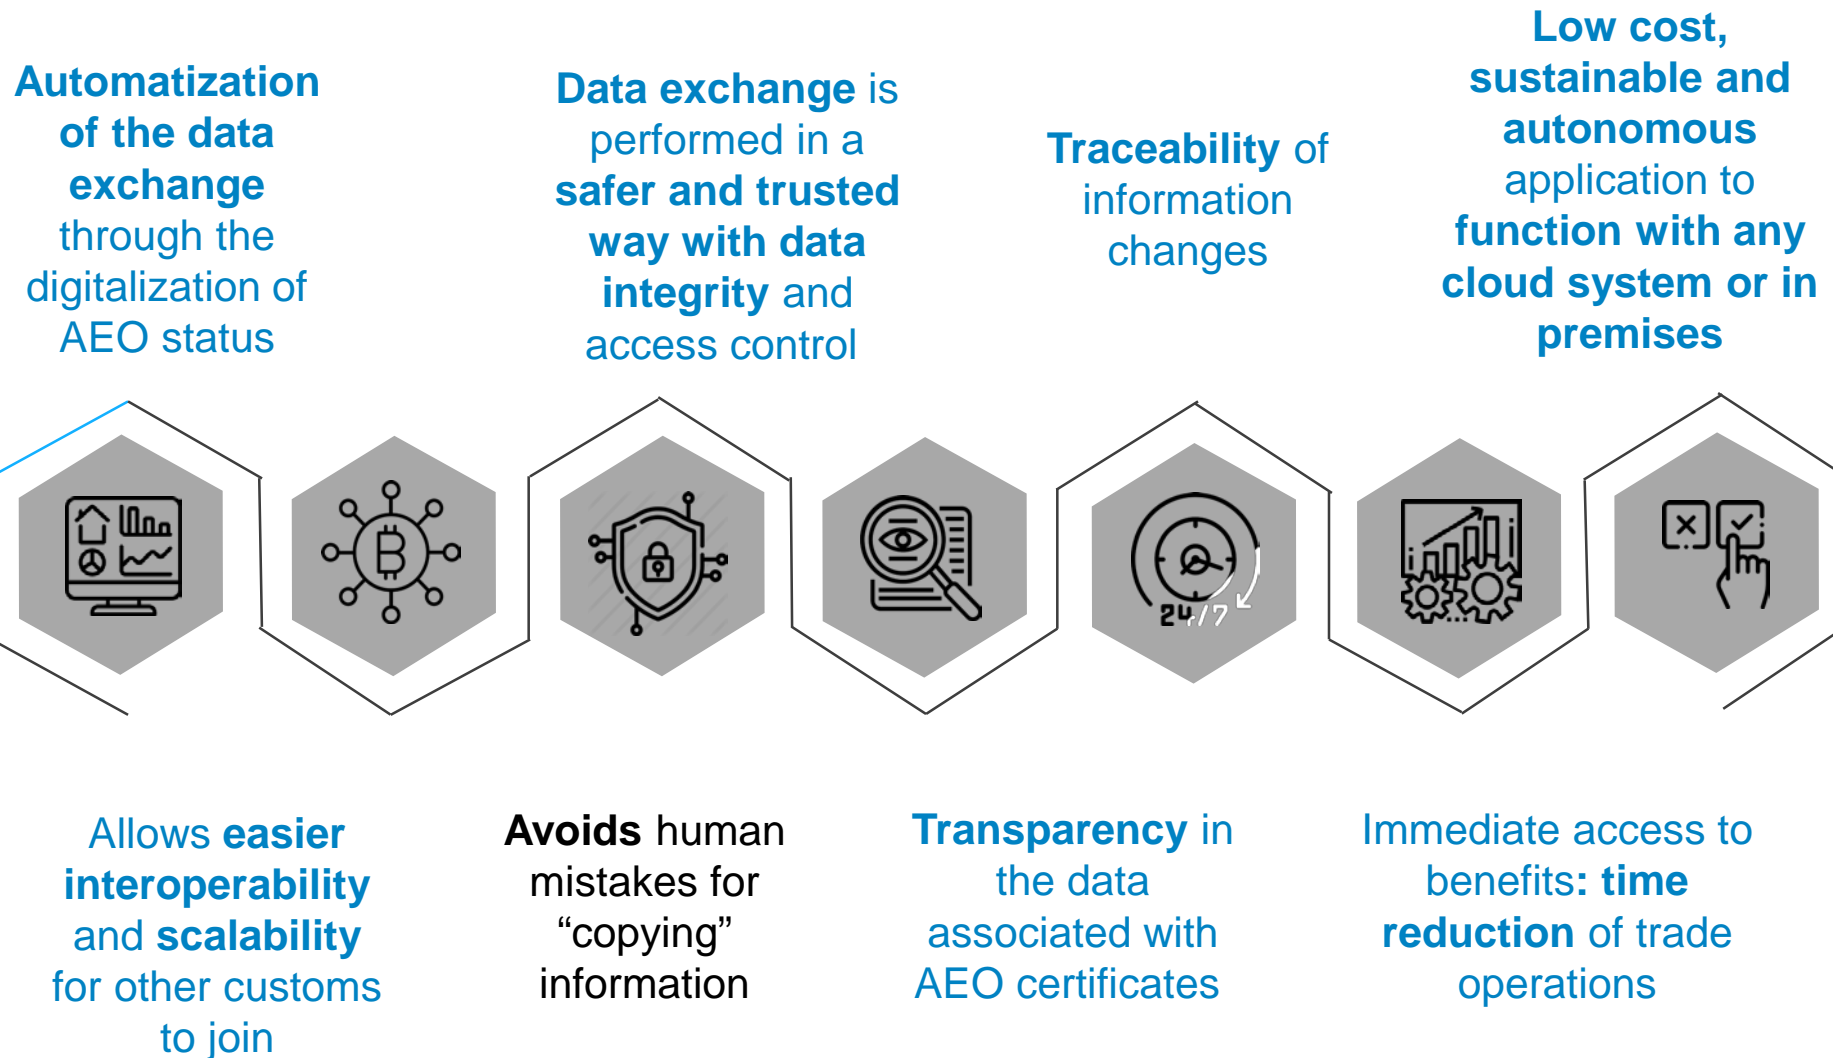 Automatization
of the data
exchange
through the
digitalization of
AEO status
Data exchange is
performed in a
safer and trusted
way with data
integrity and
access control
Traceability of
information
changes
Low cost,
sustainable and
autonomous
application to
function with any
cloud system or in
premises
B
24/7
Allows easier
interoperability
and scalability
for other customs
to join
Avoids human
mistakes for
“copying”
information
Transparency in
the data
associated with
AEO certificates
Immediate access to
benefits: time
reduction of trade
operations